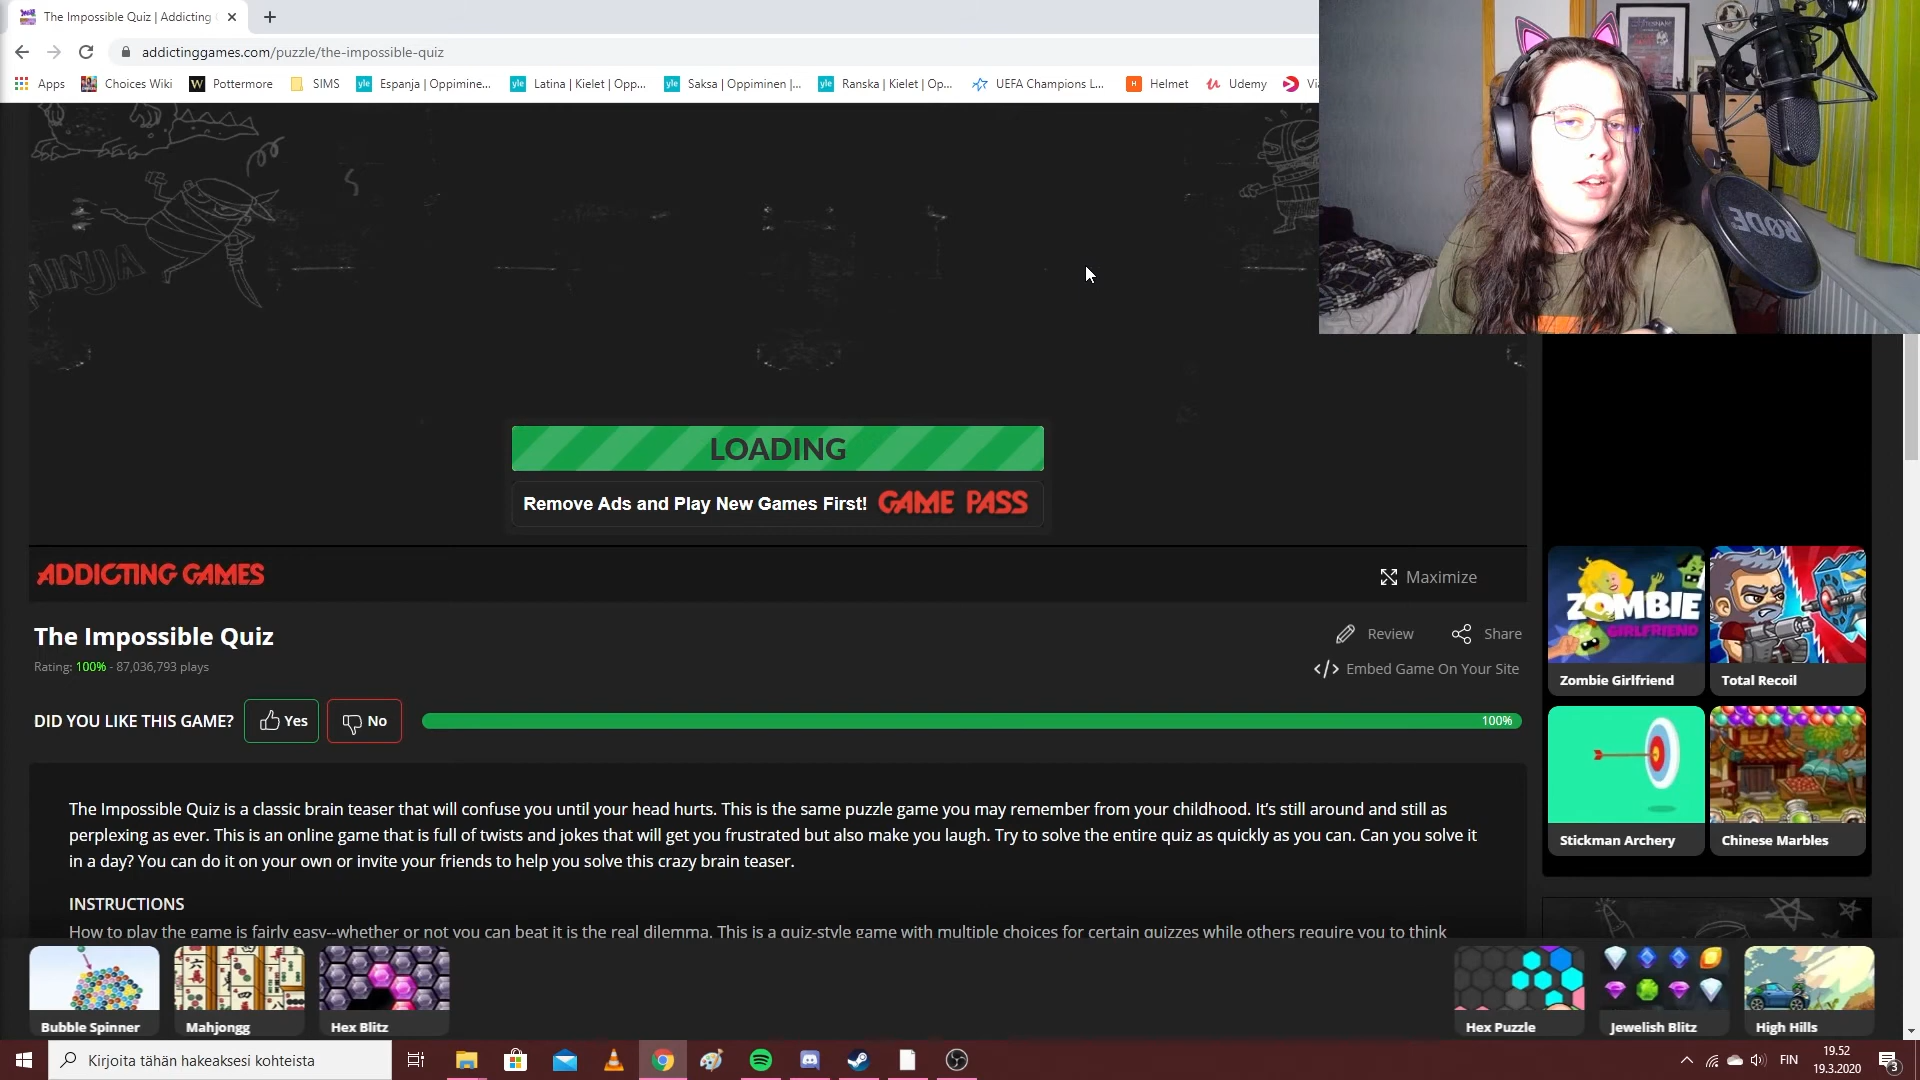 The Impossible Quiz | Addicting
addictinggames.com/puzzle/the-impossible-quiz
Apps
Choices Wiki
Pottermore
SIMS
yle
Espanja | Oppimine...
yle
Latina | Kielet | Opp...
yle
Saksa | Oppiminen |...
yle
Ranska | Kielet | Op...
UEFA Champions L...
Helmet
Udemy
NINJA
RØDE
LOADING
Remove Ads and Play New Games First! GAME PASS
ADDICTING GAMES
Maximize
The Impossible Quiz
Review
Share
Rating: 100% - 87,036,793 plays
Embed Game On Your Site
DID YOU LIKE THIS GAME?
Yes
No
100%
ZOMBIE
GIRLFRIEND
Zombie Girlfriend
Total Recoil
Stickman Archery
Chinese Marbles
The Impossible Quiz is a classic brain teaser that will confuse you until your head hurts. This is the same puzzle game you may remember from your childhood. It’s still around and still as
perplexing as ever. This is an online game that is full of twists and jokes that will get you frustrated but also make you laugh. Try to solve the entire quiz as quickly as you can. Can you solve it
in a day? You can do it on your own or invite your friends to help you solve this crazy brain teaser.
INSTRUCTIONS
How to play the game is fairly easy--whether or not you can beat it is the real dilemma. This is a quiz-style game with multiple choices for certain quizzes while others require you to think
Bubble Spinner
Mahjongg
Hex Blitz
Hex Puzzle
Jewelish Blitz
High Hills
Kirjoita tähän hakeaksesi kohteista
FIN
19.52
19.3.2020
3